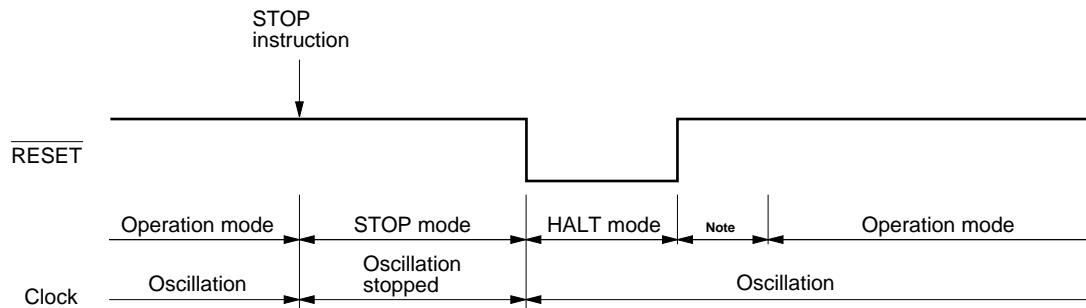 STOP
instruction
RESET
Operation mode
STOP mode
HALT mode
Note
Operation mode
Clock
Oscillation
Oscillation
stopped
Oscillation